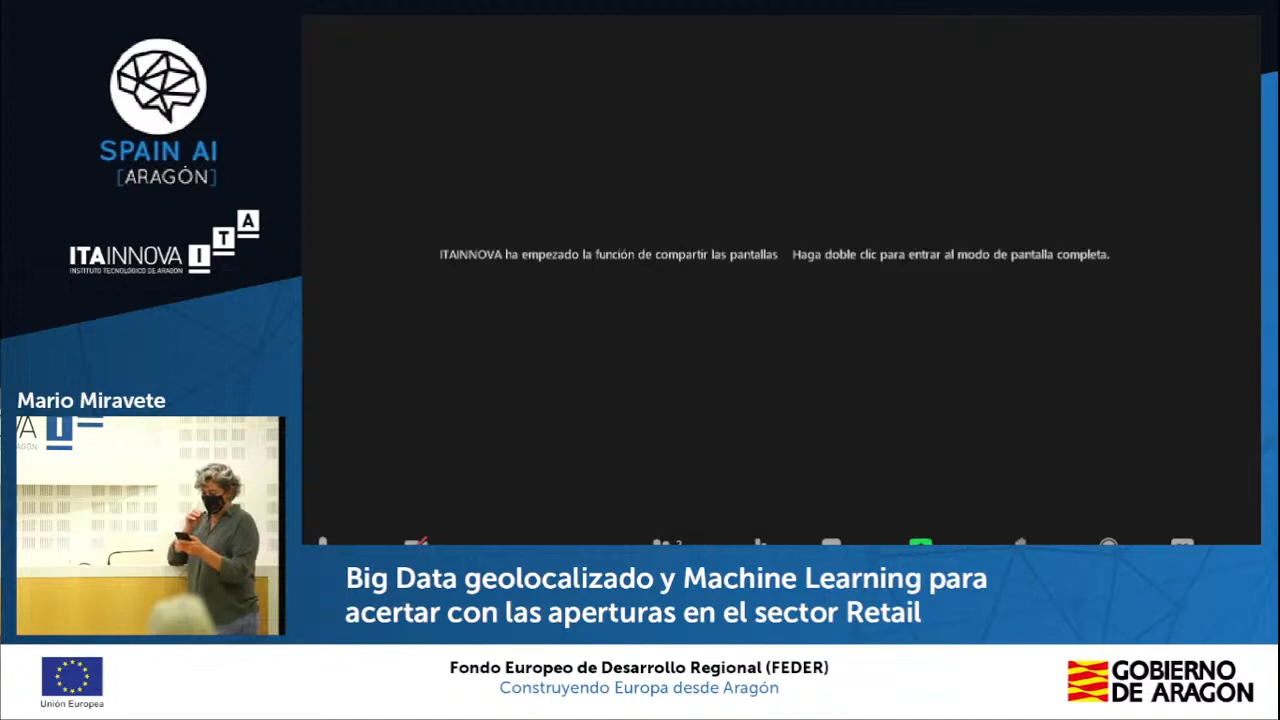 SPAIN AI
[ARAGÓN]
ITAINNOVA
INSTITUTO TECNOLÓGICO DE ARAGÓN
I T A
ITAINNOVA ha empezado la función de compartir las pantallas Haga doble clic para entrar al modo de pantalla completa.
Mario Miravete
VA I
AGÓN
Big Data geolocalizado y Machine Learning para
acertar con las aperturas en el sector Retail
Fondo Europeo de Desarrollo Regional (FEDER)
Construyendo Europa desde Aragón
Unión Europea
GOBIERNO
DE ARAGON